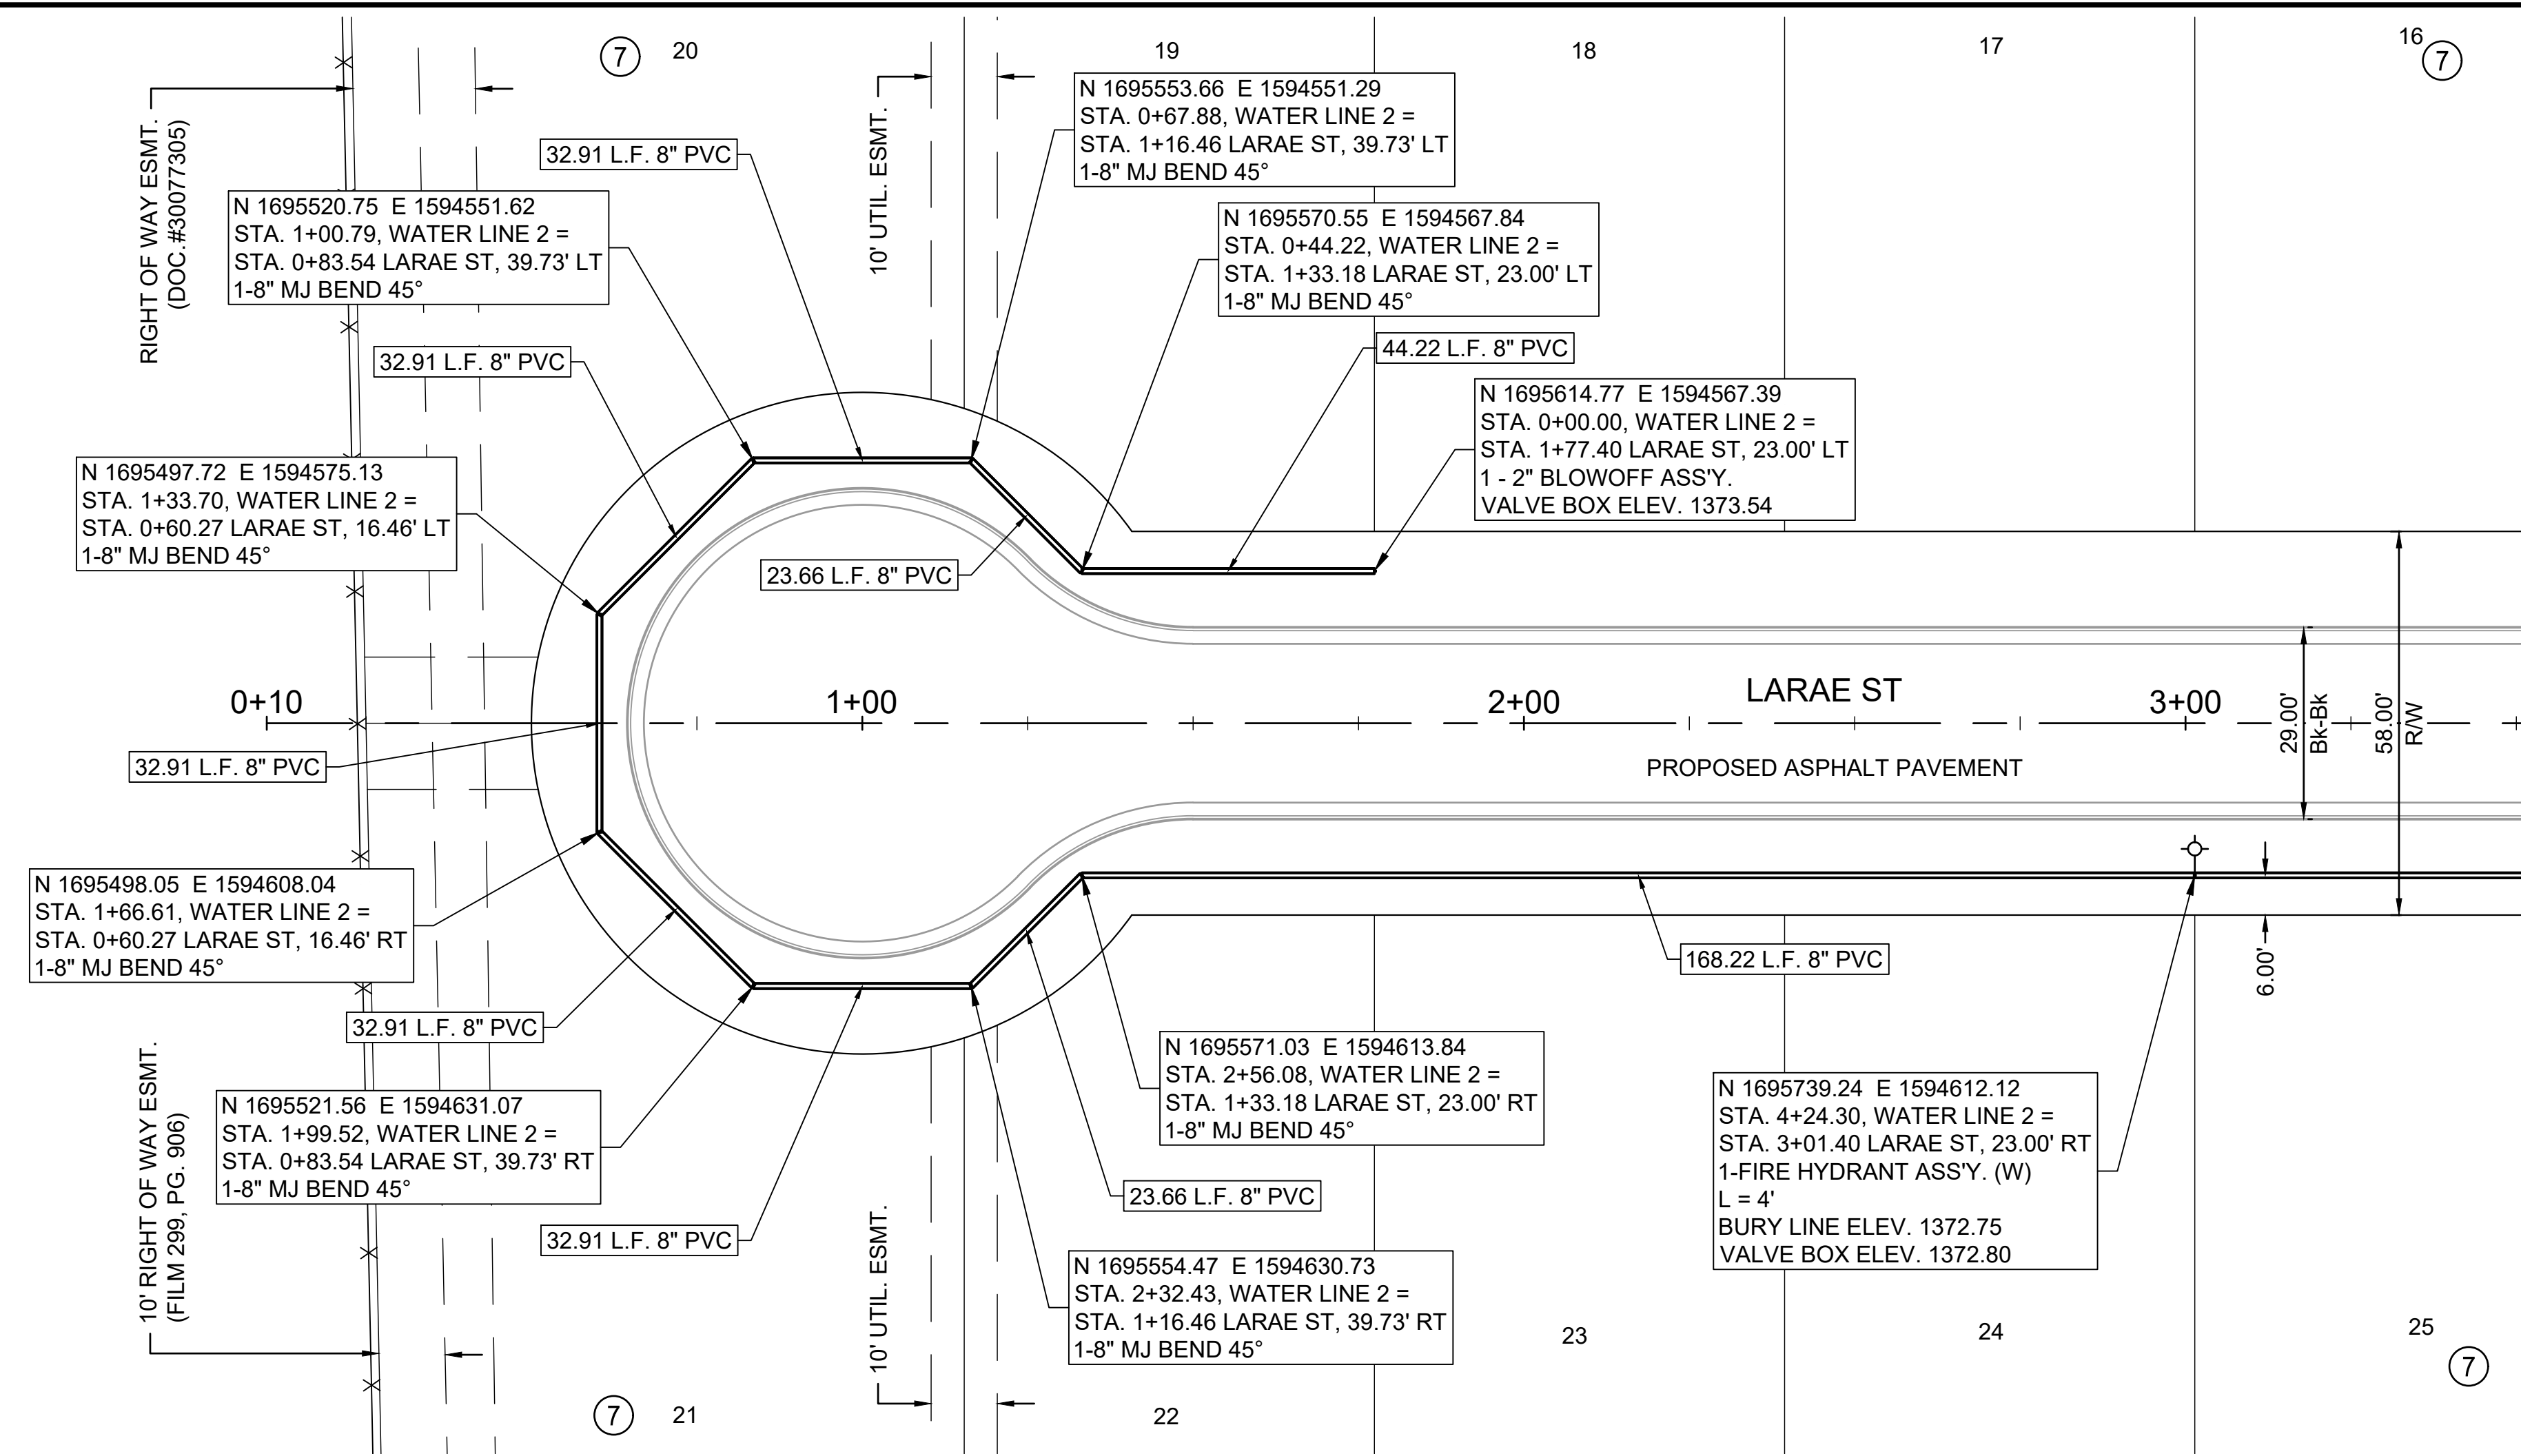 7
20
19
18
17
16
7
RIGHT OF WAY ESMT.
(DOC.#30077305)
10' UTIL. ESMT.
N 1695553.66 E 1594551.29
STA. 0+67.88, WATER LINE 2 =
STA. 1+16.46 LARAE ST, 39.73' LT
1-8" MJ BEND 45°
32.91 L.F. 8" PVC
N 1695520.75 E 1594551.62
STA. 1+00.79, WATER LINE 2 =
STA. 0+83.54 LARAE ST, 39.73' LT
1-8" MJ BEND 45°
N 1695570.55 E 1594567.84
STA. 0+44.22, WATER LINE 2 =
STA. 1+33.18 LARAE ST, 23.00' LT
1-8" MJ BEND 45°
32.91 L.F. 8" PVC
44.22 L.F. 8" PVC
N 1695614.77 E 1594567.39
STA. 0+00.00, WATER LINE 2 =
STA. 1+77.40 LARAE ST, 23.00' LT
1 - 2" BLOWOFF ASS'Y.
VALVE BOX ELEV. 1373.54
N 1695497.72 E 1594575.13
STA. 1+33.70, WATER LINE 2 =
STA. 0+60.27 LARAE ST, 16.46' LT
1-8" MJ BEND 45°
23.66 L.F. 8" PVC
0+10
1+00
2+00
LARAE ST
3+00
29.00'
Bk-Bk
58.00'
R/W
32.91 L.F. 8" PVC
PROPOSED ASPHALT PAVEMENT
N 1695498.05 E 1594608.04
STA. 1+66.61, WATER LINE 2 =
STA. 0+60.27 LARAE ST, 16.46' RT
1-8" MJ BEND 45°
168.22 L.F. 8" PVC
6.00'
32.91 L.F. 8" PVC
N 1695571.03 E 1594613.84
STA. 2+56.08, WATER LINE 2 =
STA. 1+33.18 LARAE ST, 23.00' RT
1-8" MJ BEND 45°
N 1695739.24 E 1594612.12
STA. 4+24.30, WATER LINE 2 =
STA. 3+01.40 LARAE ST, 23.00' RT
1-FIRE HYDRANT ASS'Y. (W)
L = 4'
BURY LINE ELEV. 1372.75
VALVE BOX ELEV. 1372.80
10' RIGHT OF WAY ESMT.
(FILM 299, PG. 906)
N 1695521.56 E 1594631.07
STA. 1+99.52, WATER LINE 2 =
STA. 0+83.54 LARAE ST, 39.73' RT
1-8" MJ BEND 45°
23.66 L.F. 8" PVC
32.91 L.F. 8" PVC
10' UTIL. ESMT.
N 1695554.47 E 1594630.73
STA. 2+32.43, WATER LINE 2 =
STA. 1+16.46 LARAE ST, 39.73' RT
1-8" MJ BEND 45°
23
24
25
7
7
21
22